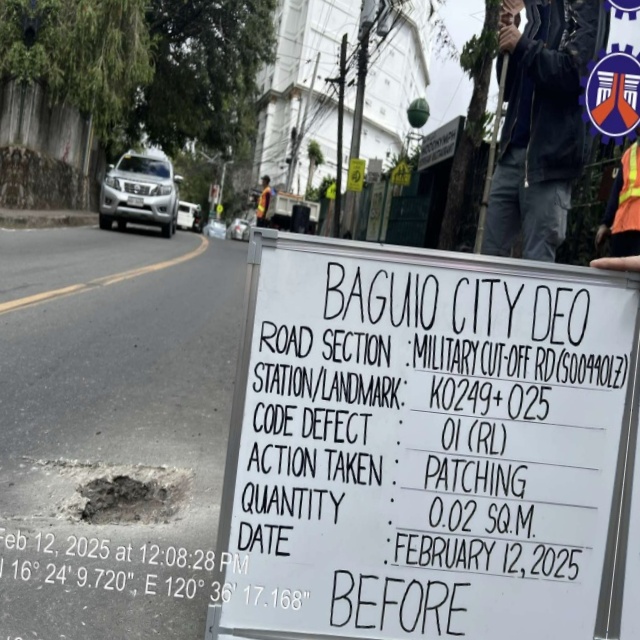 BAGUIO CITY DEO
ROAD SECTION : MILITARY CUT-OFF RD (S00440LZ)
STATION/LANDMARK : K0249+025
CODE DEFECT : 01 (RL)
ACTION TAKEN : PATCHING
QUANTITY : 0.02 SQ.M.
DATE : FEBRUARY 12, 2025
BEFORE
Feb 12, 2025 at 12:08:28 PM
N 16° 24' 9.720", E 120° 36' 17.168"